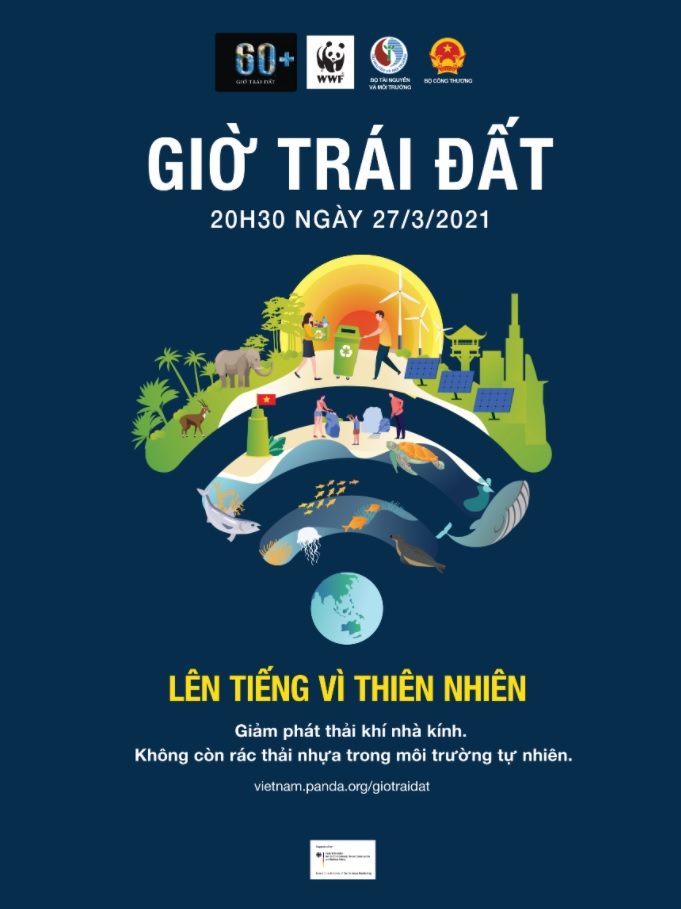 60+
GIỜ TRÁI ĐẤT
WWF
BỘ TÀI NGUYÊN
VÀ MÔI TRƯỜNG
BỘ CÔNG THƯƠNG
GIỜ TRÁI ĐẤT
20H30 NGÀY 27/3/2021
LÊN TIẾNG VÌ THIÊN NHIÊN
Giảm phát thải khí nhà kính.
Không còn rác thải nhựa trong môi trường tự nhiên.
vietnam.panda.org/giotraidat